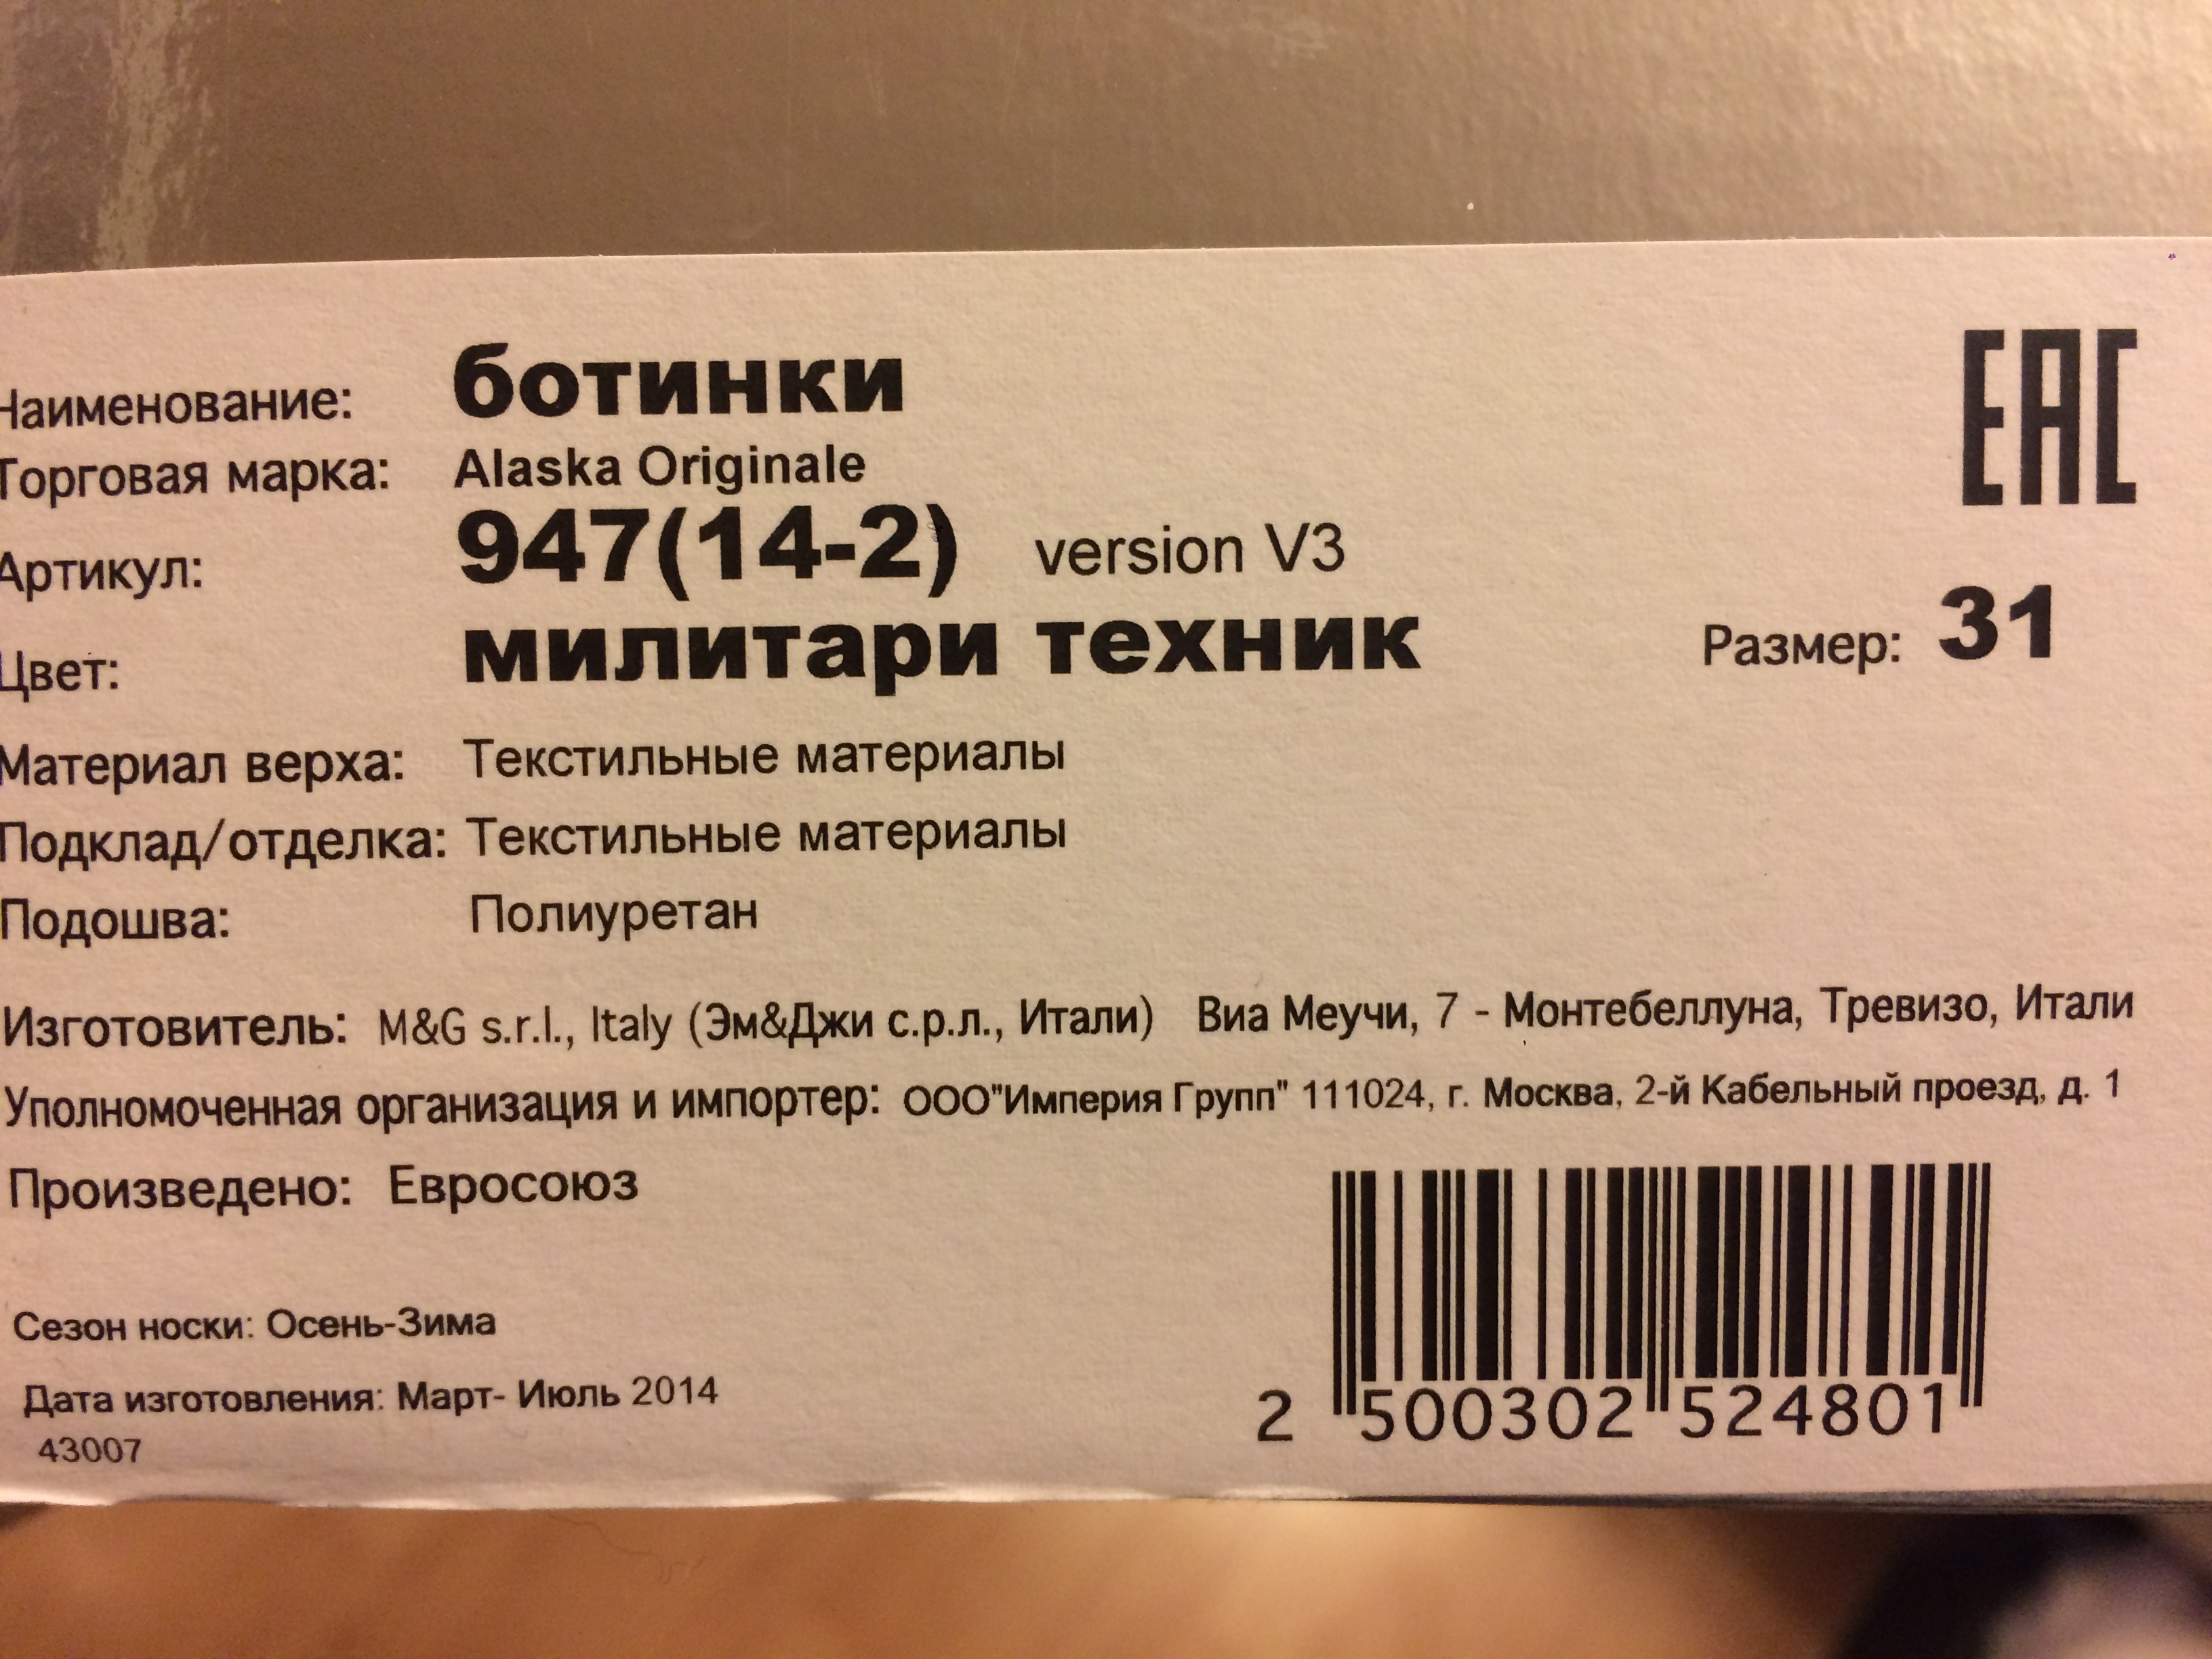 Наименование: ботинки
EAC
Торговая марка: Alaska Originale
Артикул: 947(14-2) version V3
Цвет: милитари техник Размер: 31
Материал верха: Текстильные материалы
Подклад/отделка: Текстильные материалы
Подошва: Полиуретан
Изготовитель: M&G s.r.l., Italy (Эм&Джи с.р.л., Итали) Виа Меучи, 7 - Монтебеллуна, Тревизо, Итали
Уполномоченная организация и импортер: ООО"Империя Групп" 111024, г. Москва, 2-й Кабельный проезд, д. 1
Произведено: Евросоюз
Сезон носки: Осень-Зима
Дата изготовления: Март- Июль 2014
43007
2 500302 524801